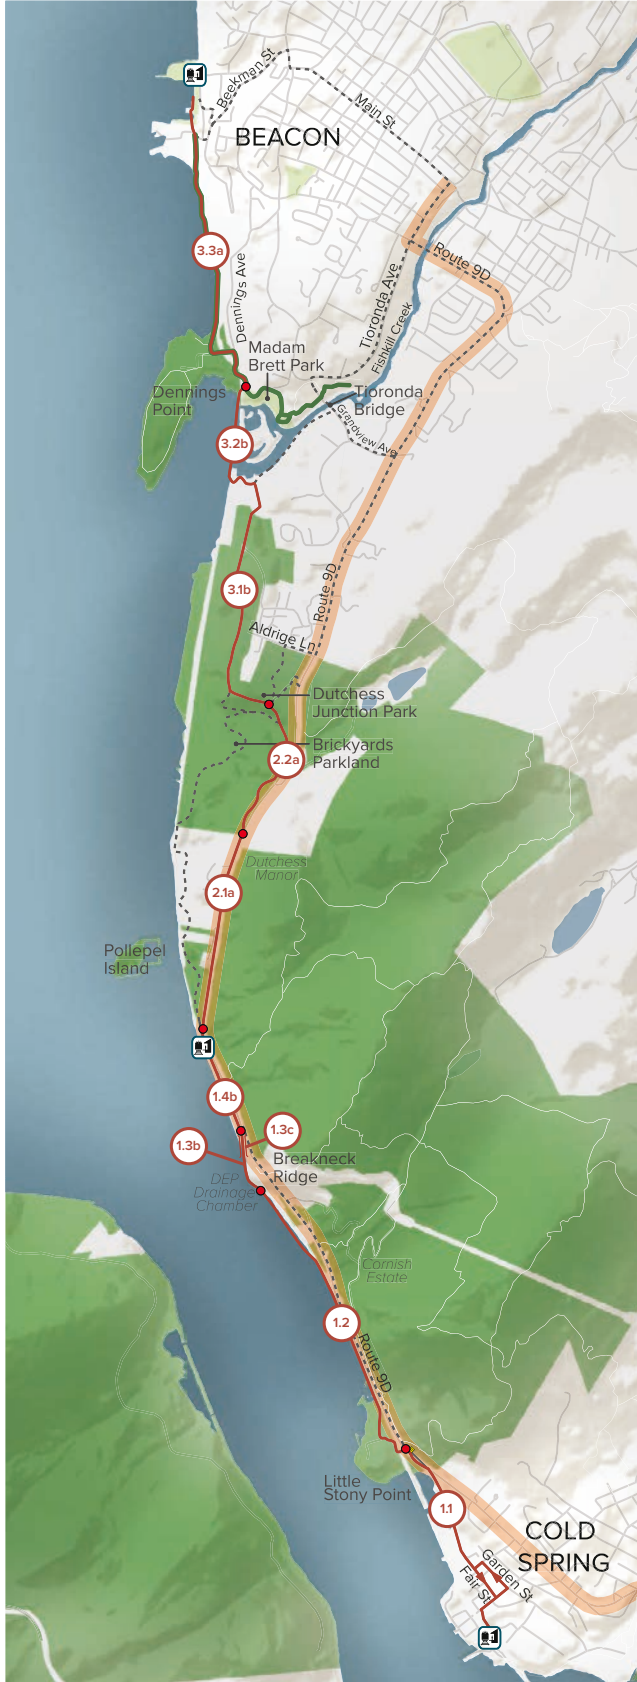 Beekman St
Main St
BEACON
3.3a
Route 9D
Dennings Ave
Tioronda Ave
Fishkill Creek
Madam
Brett Park
Dennings
Point
Tioronda
Bridge
Grandview Ave
3.2b
3.1b
Route 9D
Aldrige Ln
Dutchess
Junction Park
Brickyards
Parkland
2.2a
Dutchess
Manor
2.1a
Pollepel
Island
1.4b
1.3c
1.3b
Breakneck
Ridge
DEP
Drainage
Chamber
Cornish
Estate
1.2
Route 9D
Little
Stony Point
1.1
COLD
SPRING
Garden St
Fair St